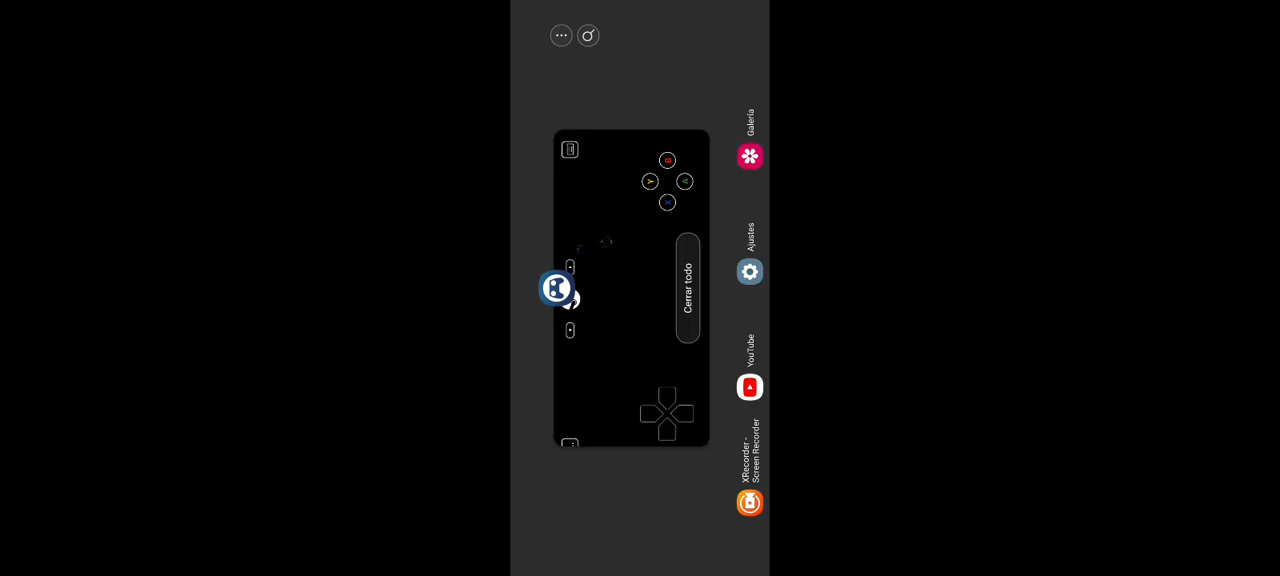 Y
B
X
A
Cerrar todo
XRecorder -
Screen Recorder
YouTube
Ajustes
Galería